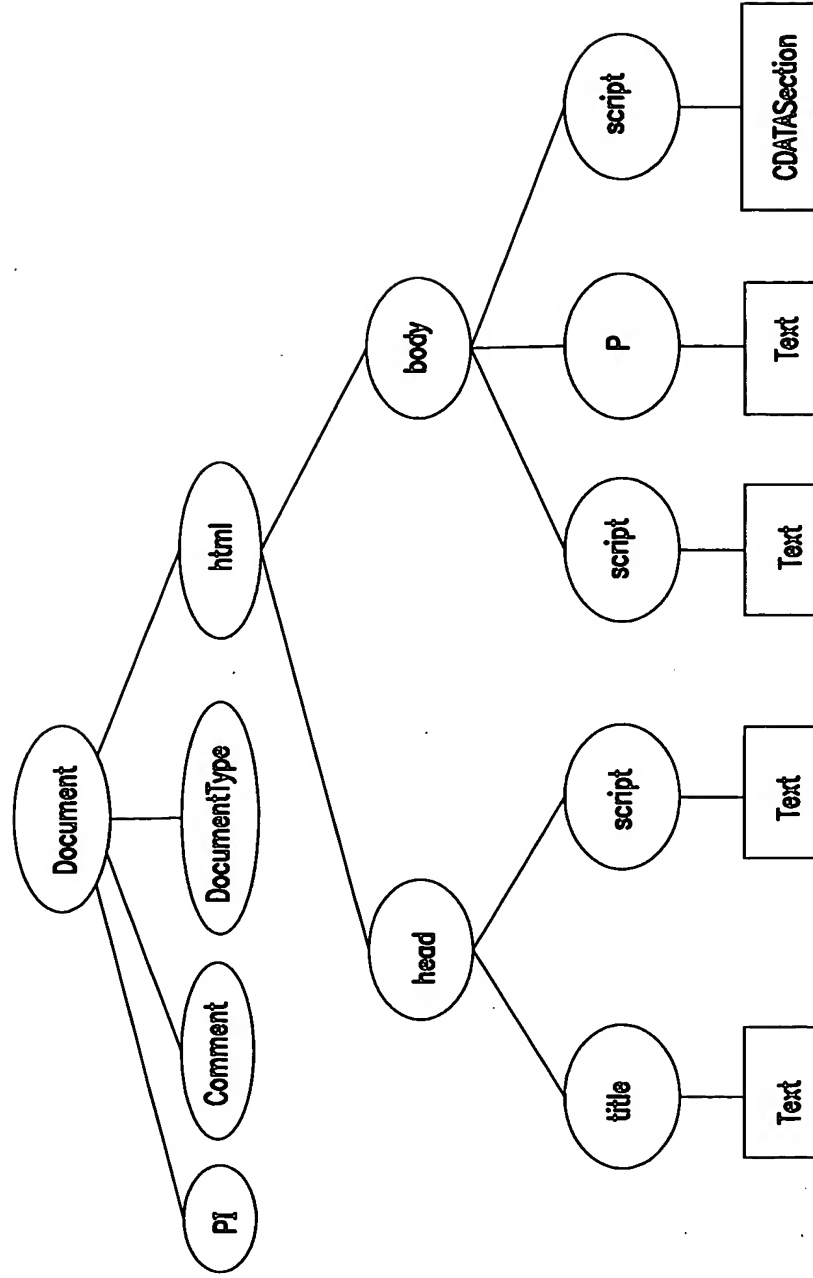 Document
PI
Comment
DocumentType
html
head
body
title
script
script
P
script
Text
Text
Text
Text
CDATASection